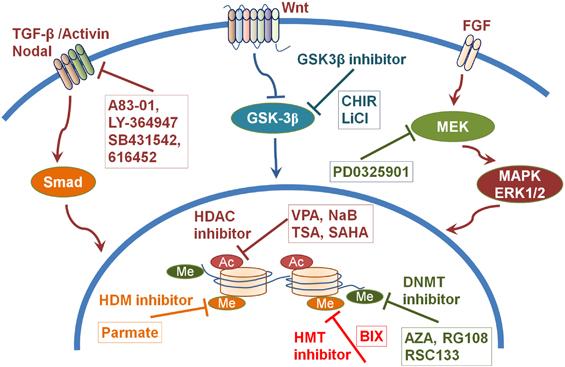 Wnt
TGF-β /Activin
Nodal
FGF
GSK3β inhibitor
A83-01,
LY-364947
SB431542,
616452
CHIR
LiCl
GSK-3β
MEK
PD0325901
Smad
MAPK
ERK1/2
HDAC
inhibitor
VPA, NaB
TSA, SAHA
Ac
Ac
Me
DNMT
inhibitor
HDM inhibitor
Me
Me
Me
Parmate
HMT
inhibitor
BIX
AZA, RG108
RSC133